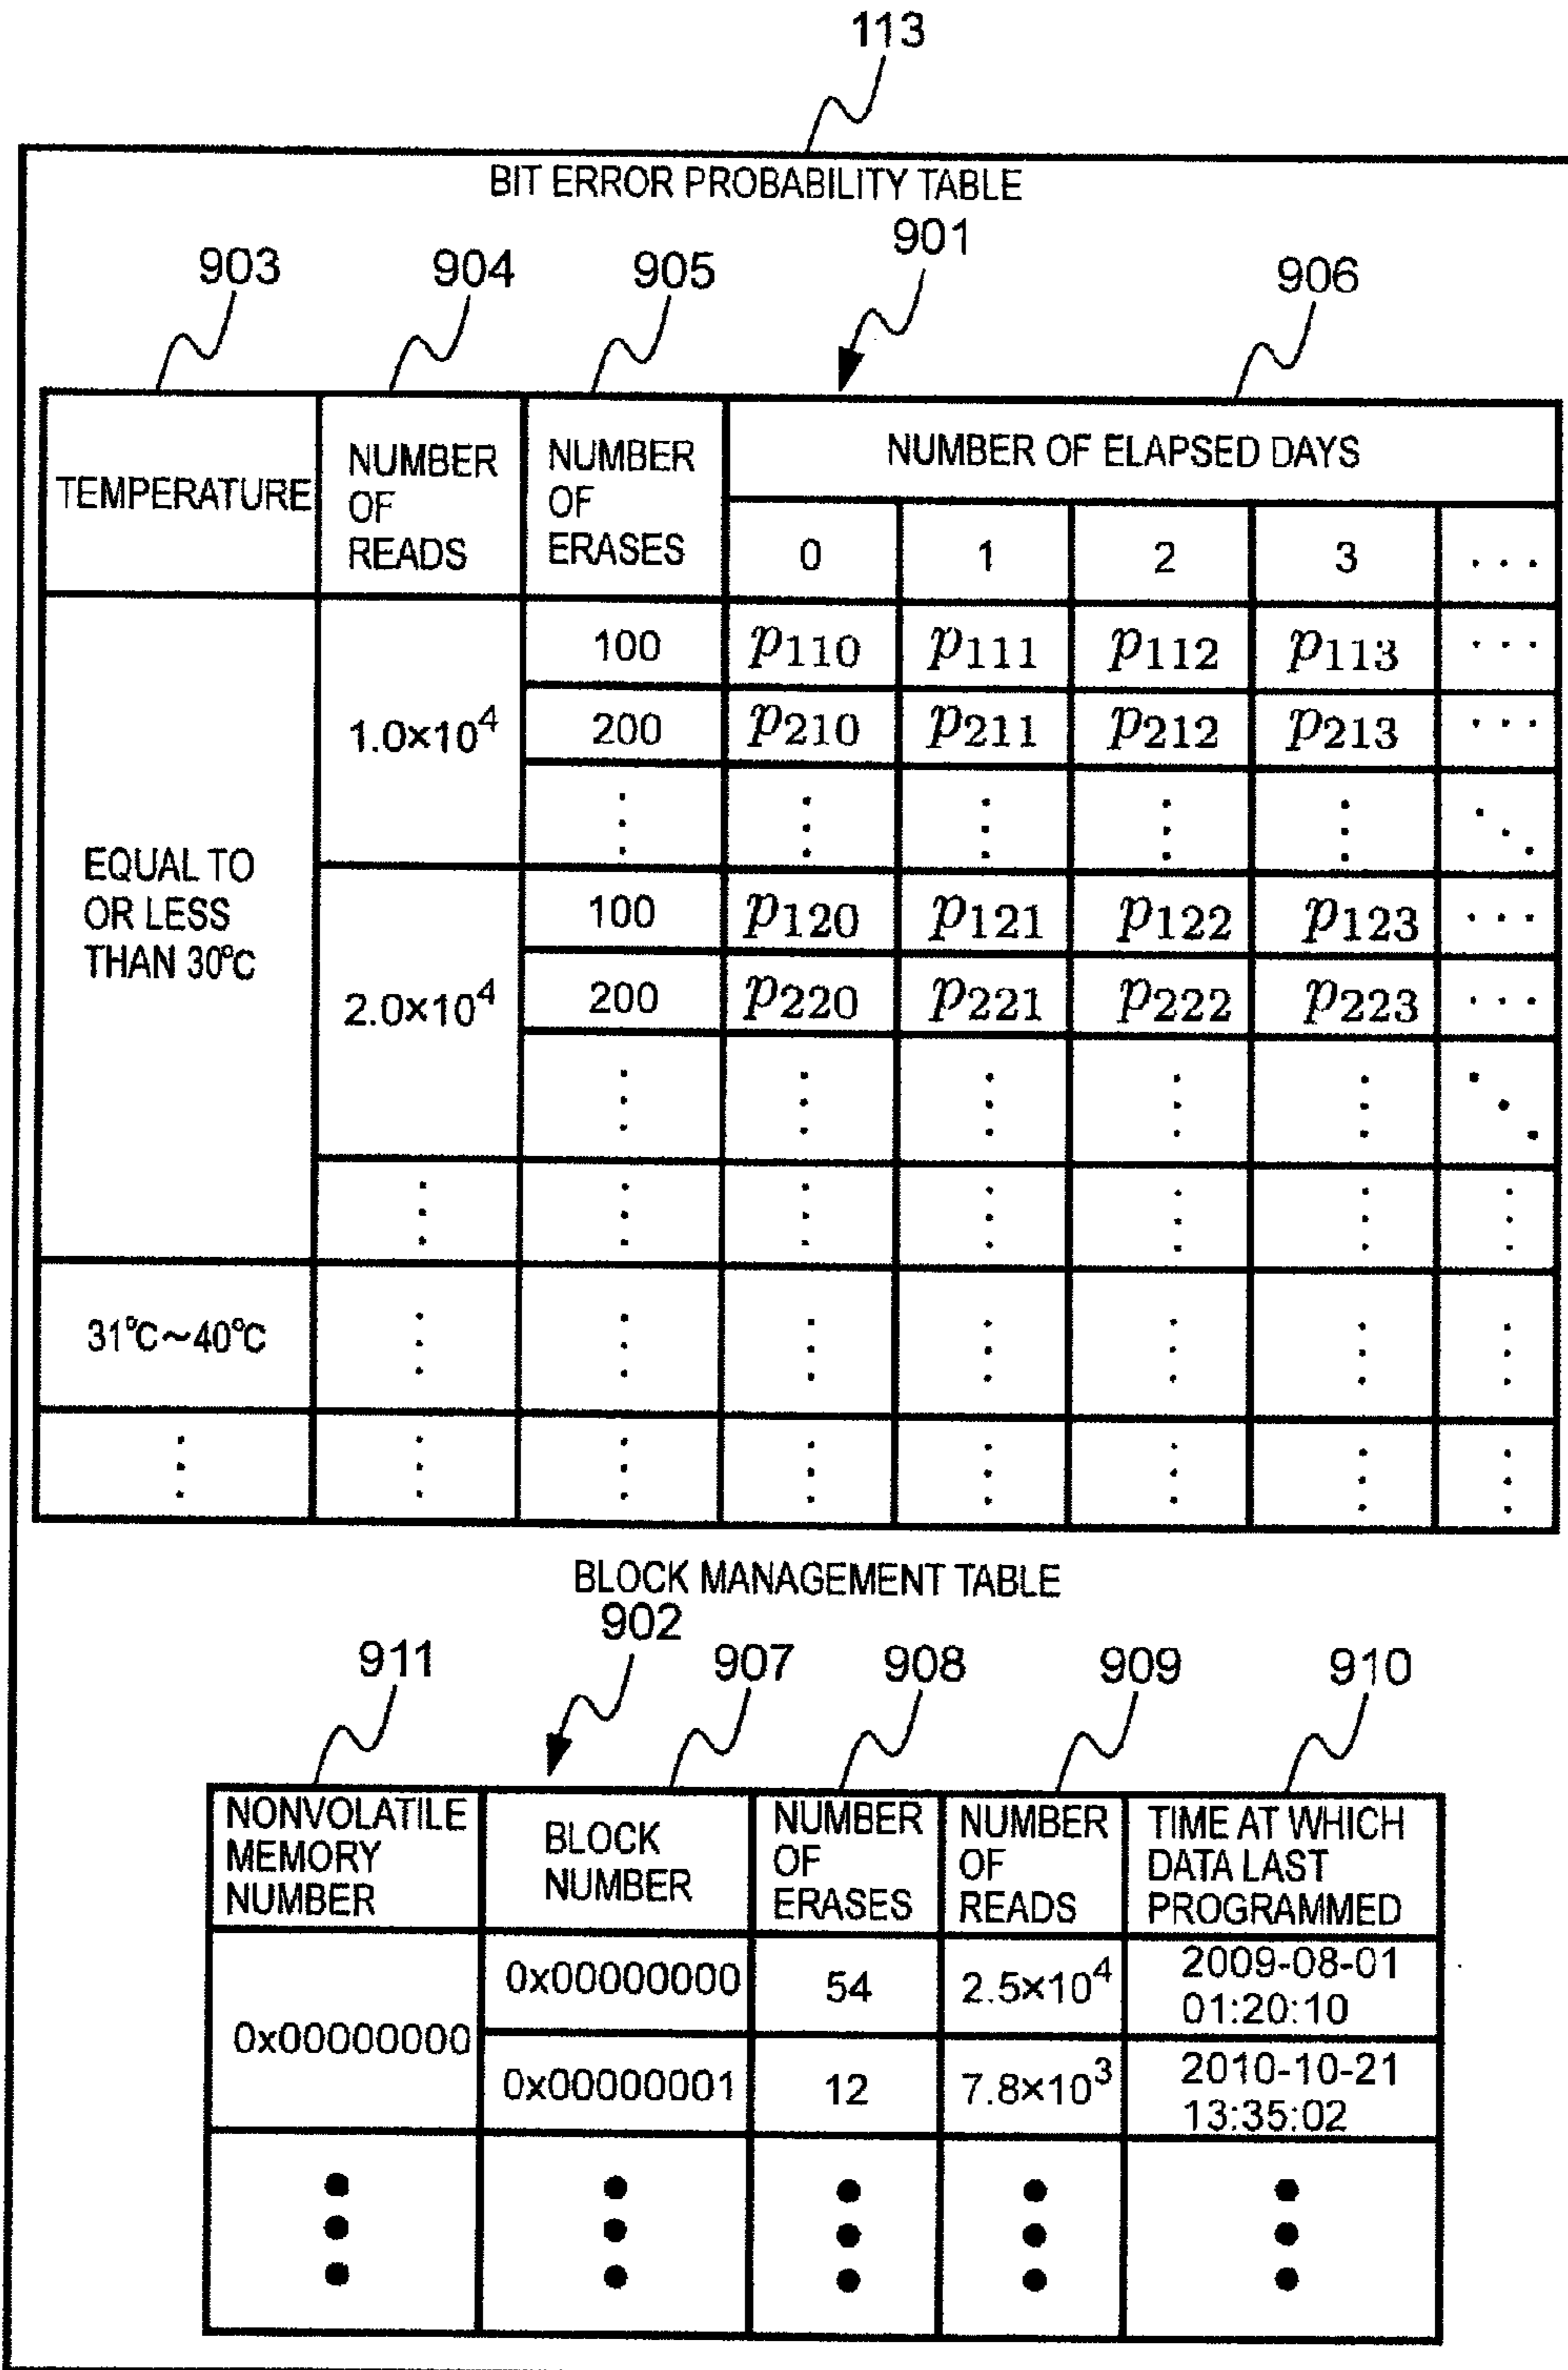 113
BIT ERROR PROBABILITY TABLE
903 904 905 901 906
TEMPERATURE
NUMBER
OF
READS
NUMBER
OF
ERASES
NUMBER OF ELAPSED DAYS
0 1 2 3 ...
EQUAL TO
OR LESS
THAN 30℃
1.0×10⁴
100 p₁₁₀ p₁₁₁ p₁₁₂ p₁₁₃ ...
200 p₂₁₀ p₂₁₁ p₂₁₂ p₂₁₃ ...
2.0×10⁴
100 p₁₂₀ p₁₂₁ p₁₂₂ p₁₂₃ ...
200 p₂₂₀ p₂₂₁ p₂₂₂ p₂₂₃ ...
31℃~40℃
BLOCK MANAGEMENT TABLE
902
911 907 908 909 910
NONVOLATILE
MEMORY
NUMBER
BLOCK
NUMBER
NUMBER
OF
ERASES
NUMBER
OF
READS
TIME AT WHICH
DATA LAST
PROGRAMMED
0x00000000
0x00000000 54 2.5×10⁴ 2009-08-01
01:20:10
0x00000001 12 7.8×10³ 2010-10-21
13:35:02